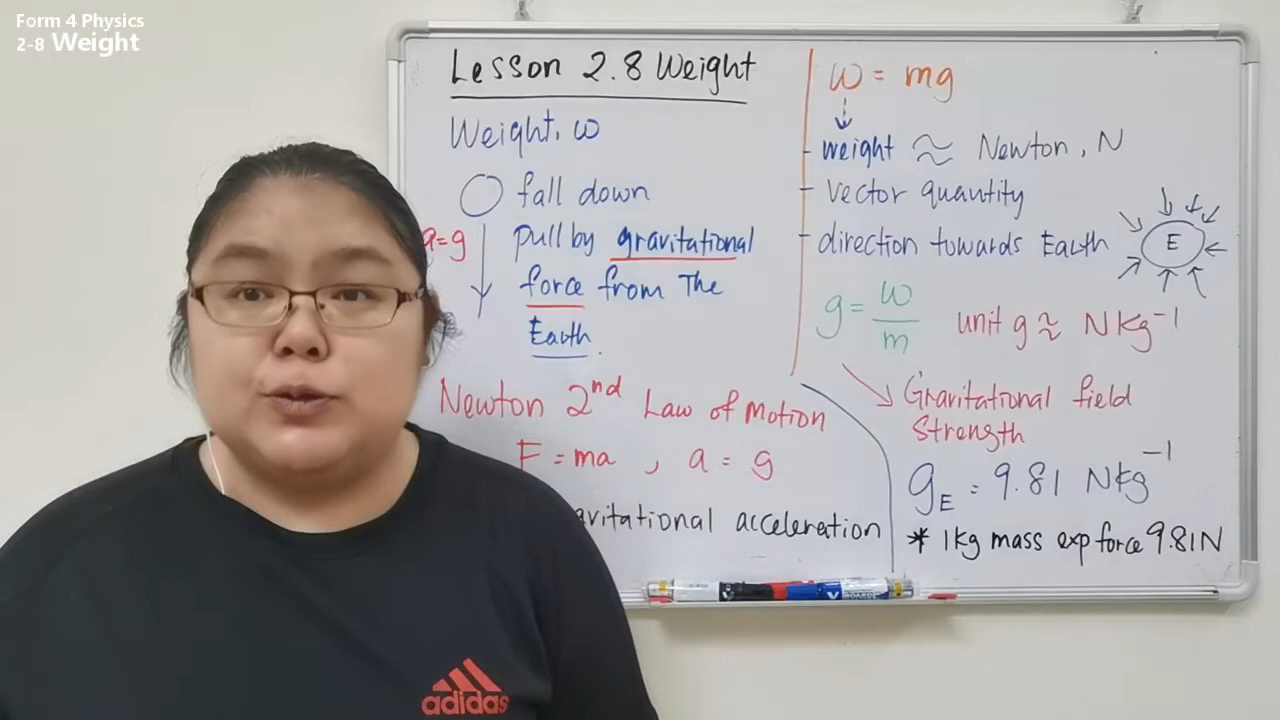 Form 4 Physics
2-8 Weight
Lesson 2.8 Weight
Weight, w
fall down
a=g
pull by gravitational
force from The
Earth.
Newton 2nd Law of Motion
F = ma , a = g
gravitational acceleration
w = mg
weight ≈ Newton, N
- vector quantity
- direction towards Earth
E
g = w/m
unit g ≈ N kg⁻¹
Gravitational field
Strength
gE = 9.81 N kg⁻¹
* 1kg mass exp force 9.81N
adidas